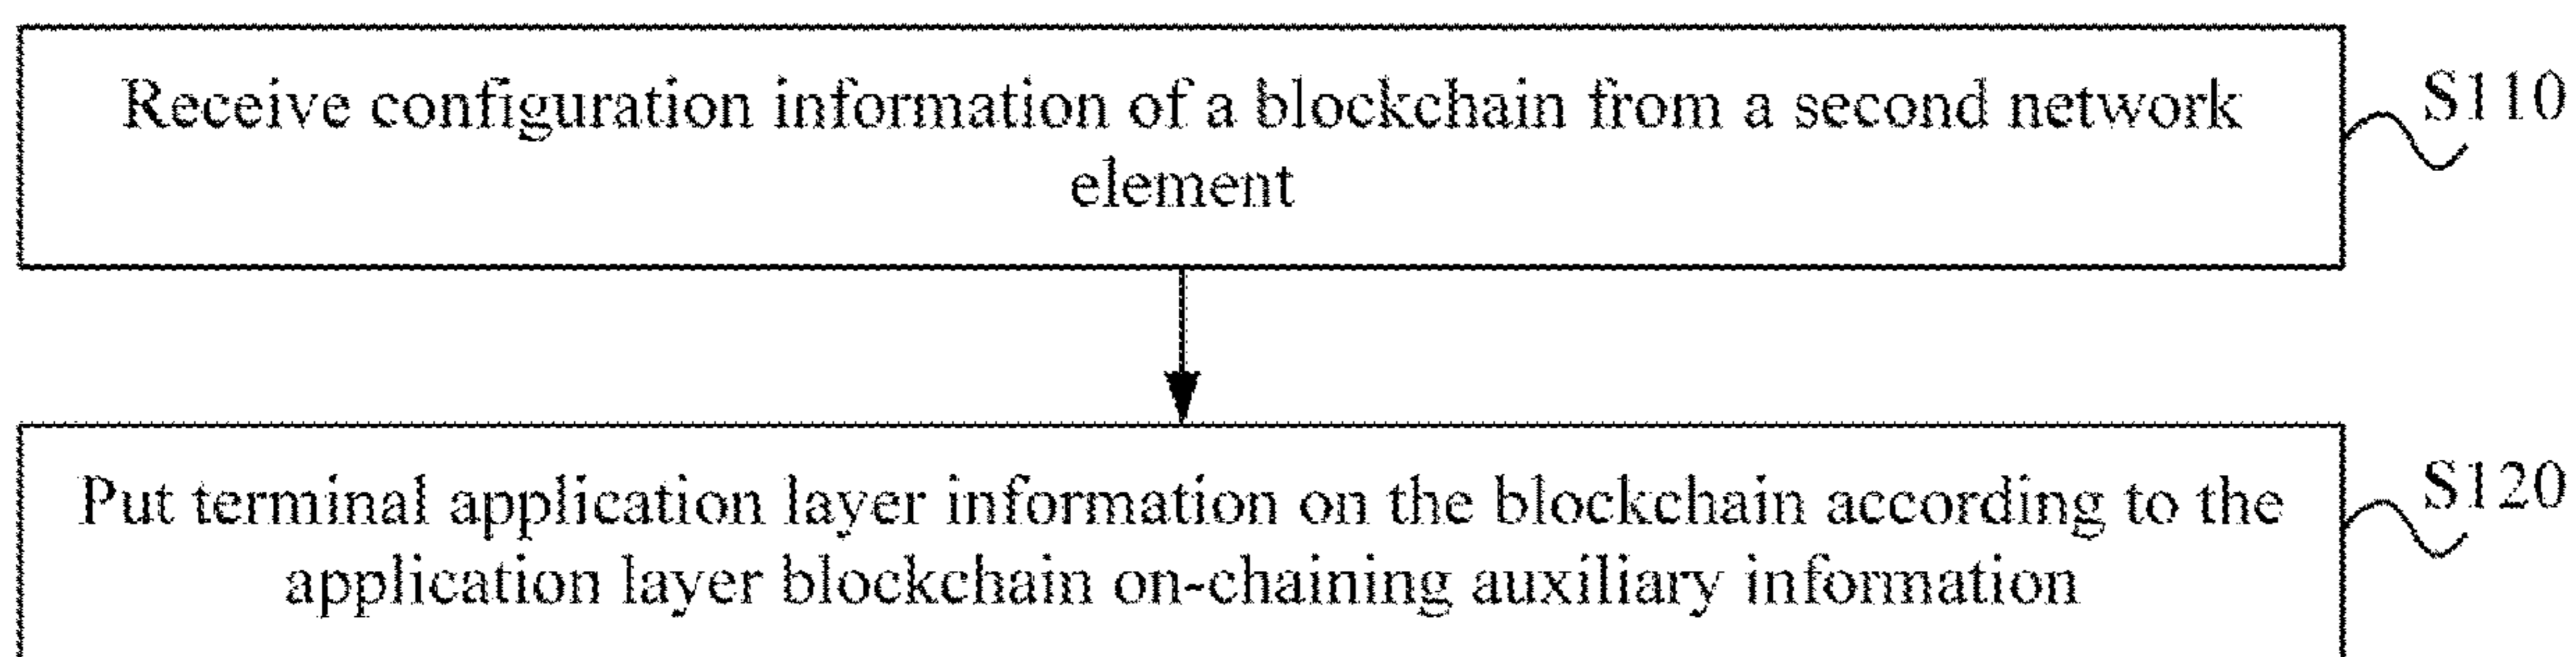 Receive configuration information of a blockchain from a second network
element
S110
Put terminal application layer information on the blockchain according to the
application layer blockchain on-chaining auxiliary information
S120